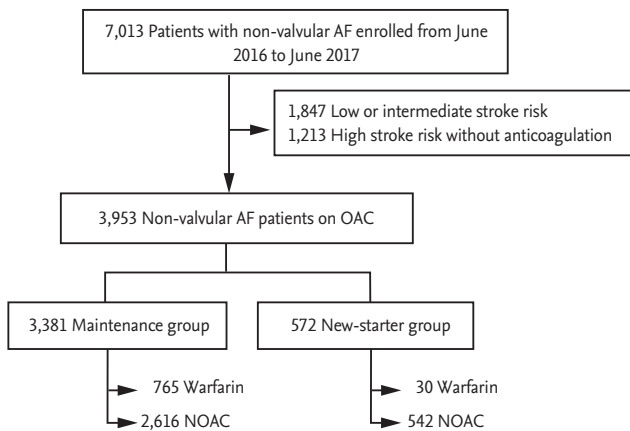 7,013 Patients with non-valvular AF enrolled from June
2016 to June 2017
1,847 Low or intermediate stroke risk
1,213 High stroke risk without anticoagulation
3,953 Non-valvular AF patients on OAC
3,381 Maintenance group
572 New-starter group
765 Warfarin
30 Warfarin
2,616 NOAC
542 NOAC